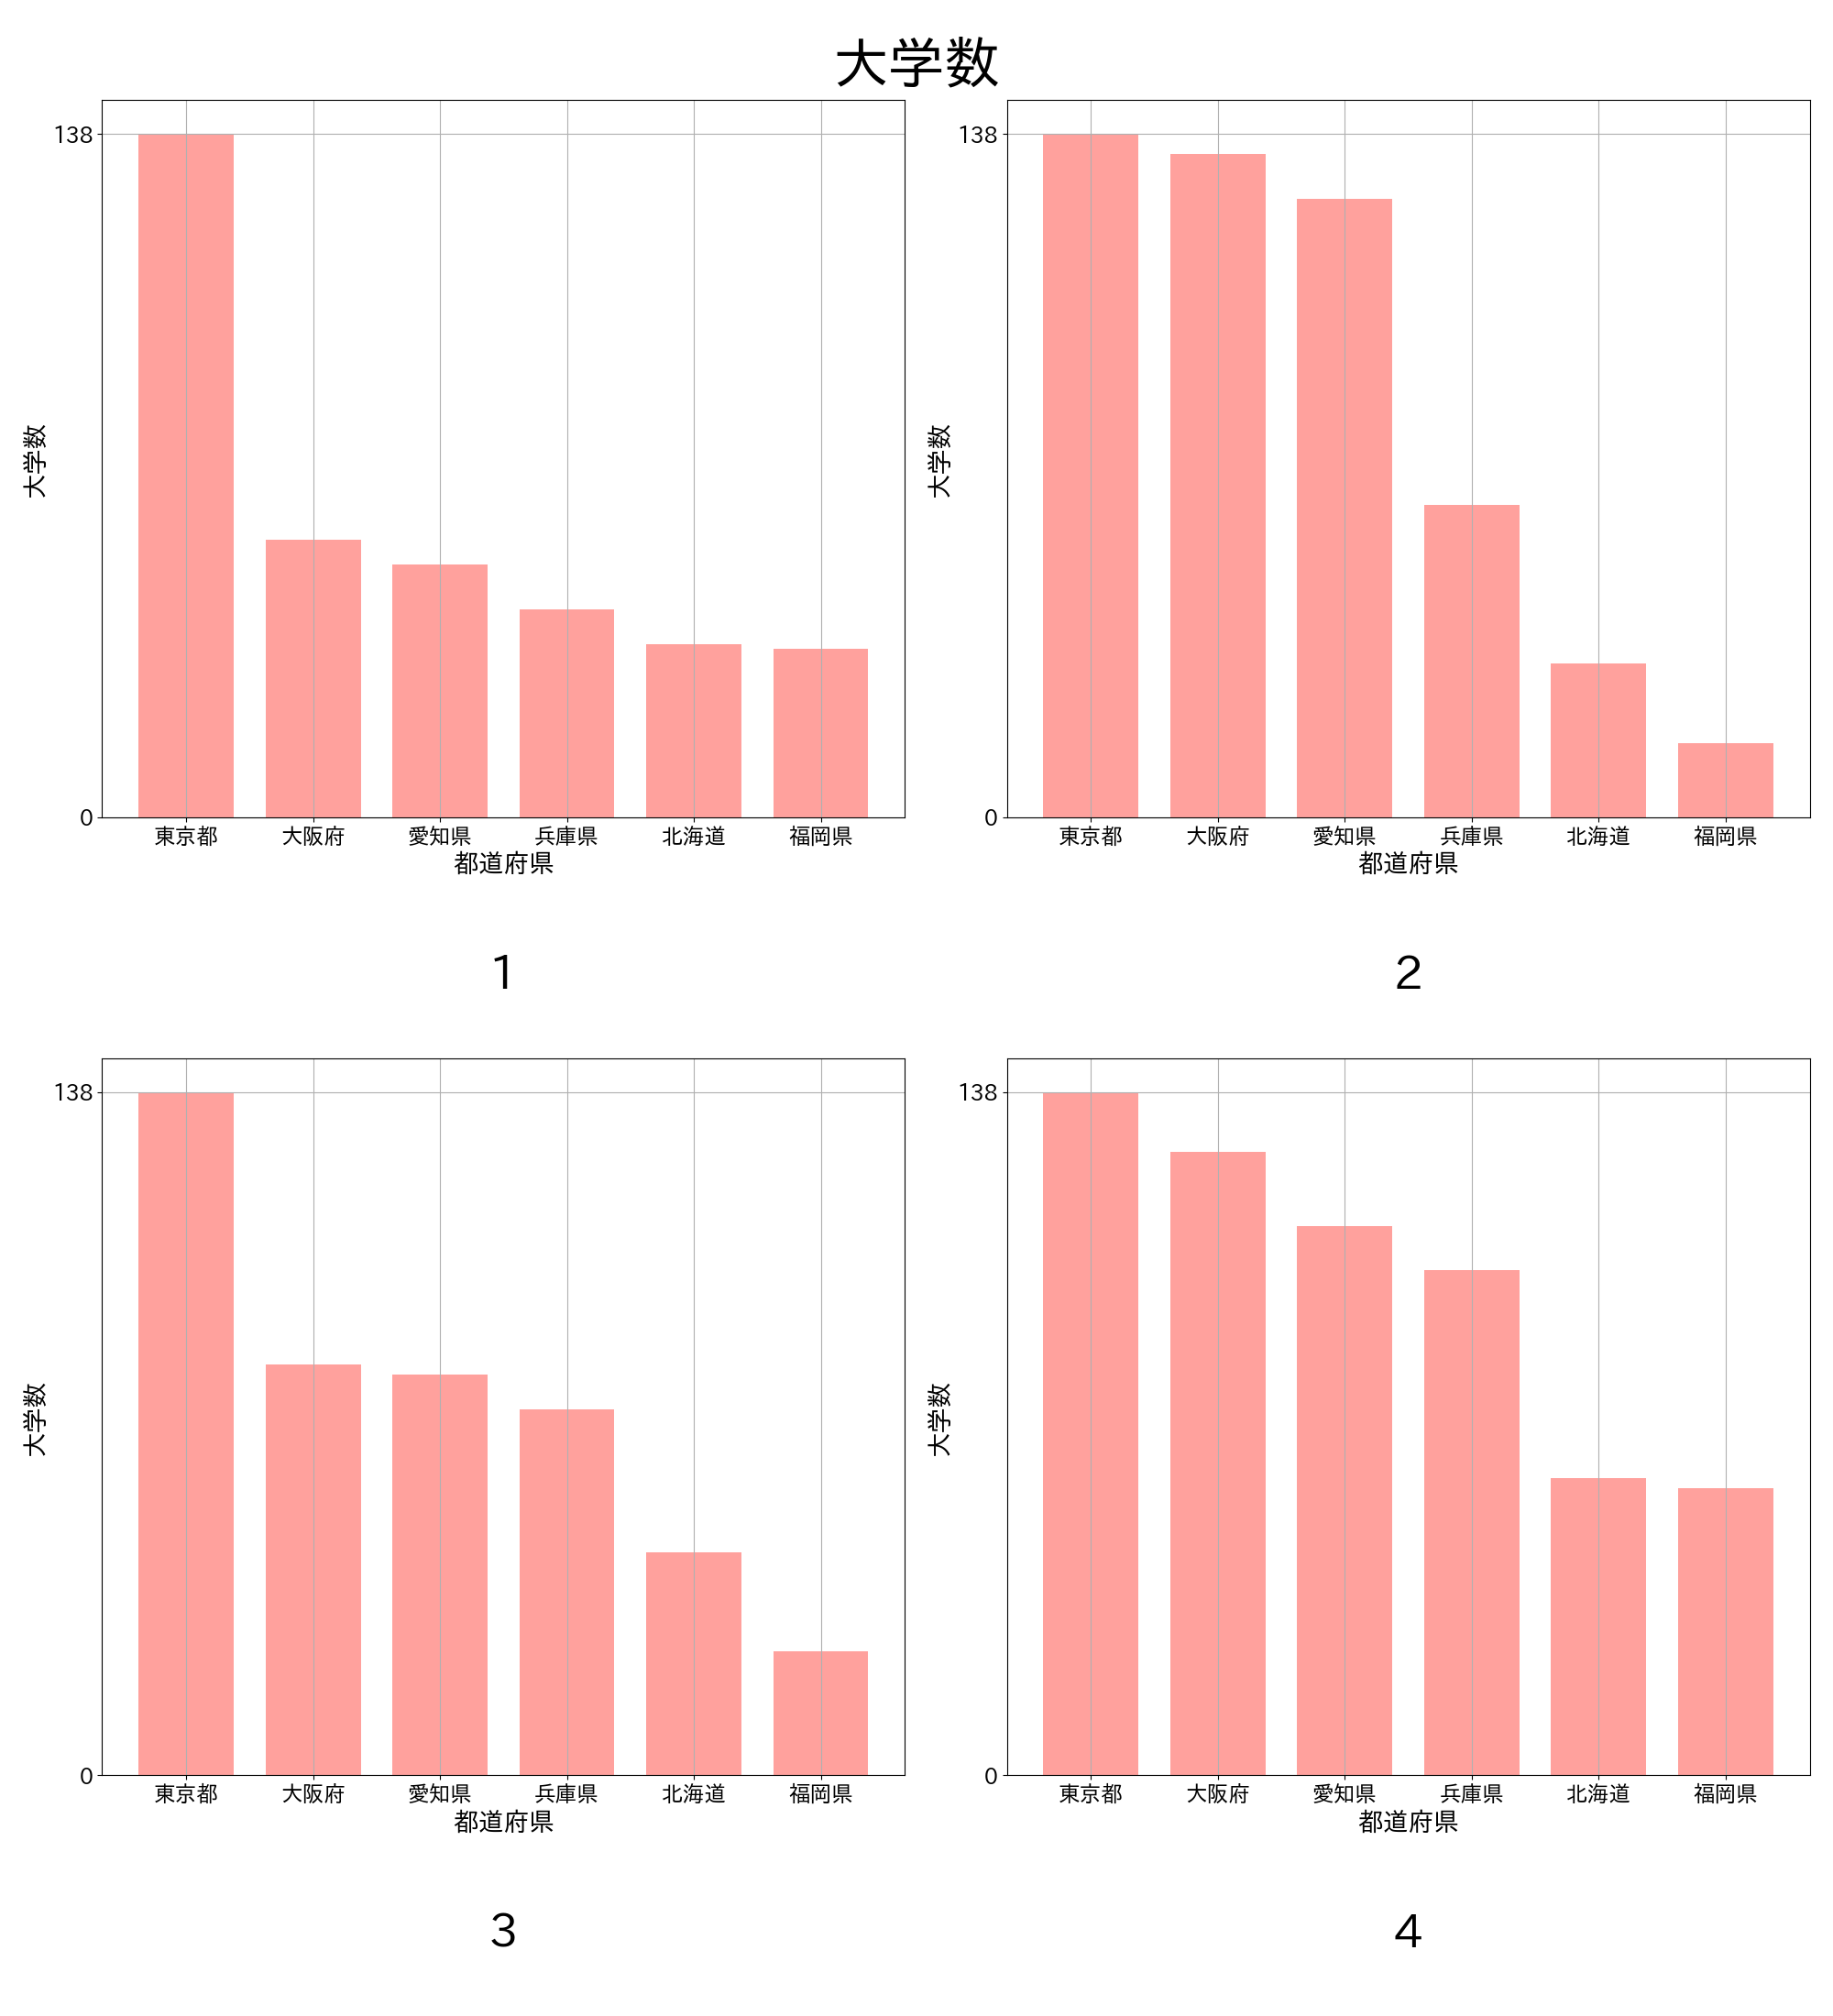 大学数
138
0
大学数
東京都 大阪府 愛知県 兵庫県 北海道 福岡県
都道府県
1
138
0
大学数
東京都 大阪府 愛知県 兵庫県 北海道 福岡県
都道府県
2
138
0
大学数
東京都 大阪府 愛知県 兵庫県 北海道 福岡県
都道府県
3
138
0
大学数
東京都 大阪府 愛知県 兵庫県 北海道 福岡県
都道府県
4